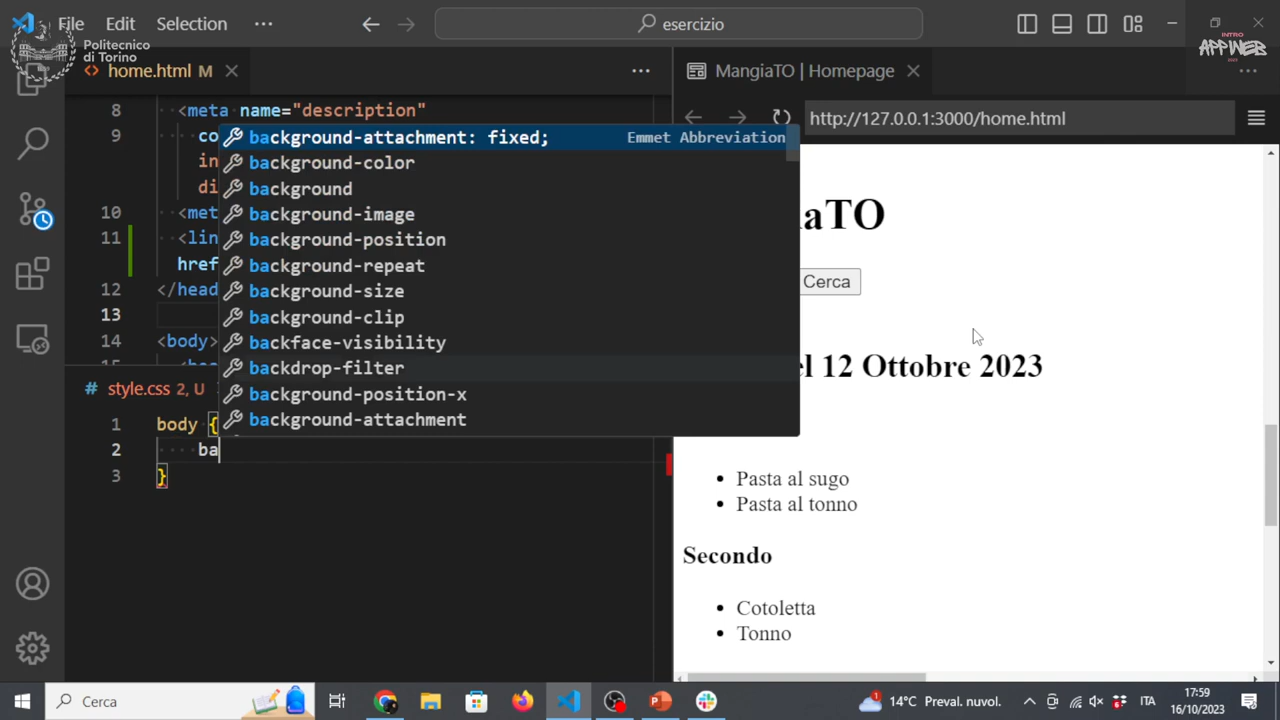 File Edit Selection ··· esercizio
Politecnico
di Torino
INTRO
APPIWEB
home.html M
MangiaTO | Homepage
http://127.0.0.1:3000/home.html
8 <meta name="description"
9 co
in
di
10 <met
11 <lin
href
12 </head
13
14 <body>
15
background-attachment: fixed; Emmet Abbreviation
background-color
background
background-image
background-position
background-repeat
background-size
background-clip
backface-visibility
backdrop-filter
background-position-x
background-attachment
# style.css 2, U
1 body {
2 ba
3 }
aTO
Cerca
el 12 Ottobre 2023
• Pasta al sugo
• Pasta al tonno
Secondo
• Cotoletta
• Tonno
Cerca
1
14°C Preval. nuvol.
ITA
17:59
16/10/2023